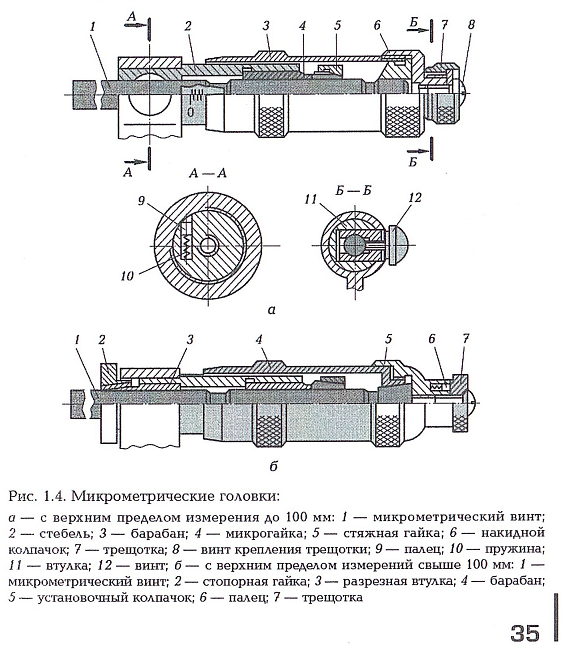 А Б
1 2 3 4 5 6 7 8
0
А Б
А — А
Б — Б
9 11 12
10
а
1 2 3 4 5 6 7
б
Рис. 1.4. Микрометрические головки:
а — с верхним пределом измерения до 100 мм: 1 — микрометрический винт;
2 — стебель; 3 — барабан; 4 — микрогайка; 5 — стяжная гайка; 6 — накидной
колпачок; 7 — трещотка; 8 — винт крепления трещотки; 9 — палец; 10 — пружина;
11 — втулка; 12 — винт; б — с верхним пределом измерений свыше 100 мм: 1 —
микрометрический винт; 2 — стопорная гайка; 3 — разрезная втулка; 4 — барабан;
5 — установочный колпачок; 6 — палец; 7 — трещотка
35